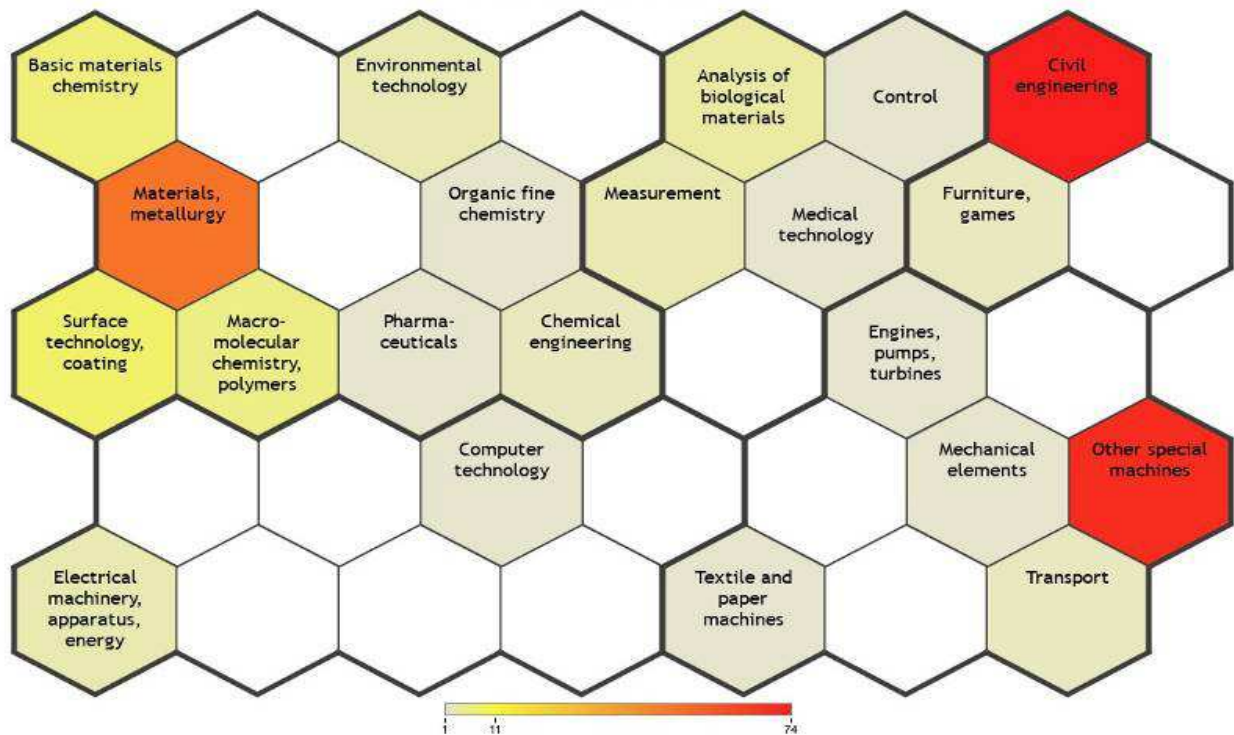 Basic materials
chemistry
Environmental
technology
Analysis of
biological
materials
Control
Civil
engineering
Materials,
metallurgy
Organic fine
chemistry
Measurement
Medical
technology
Furniture,
games
Surface
technology,
coating
Macro-
molecular
chemistry,
polymers
Pharma-
ceuticals
Chemical
engineering
Engines,
pumps,
turbines
Computer
technology
Mechanical
elements
Other special
machines
Electrical
machinery,
apparatus,
energy
Textile and
paper
machines
Transport
1 11 74